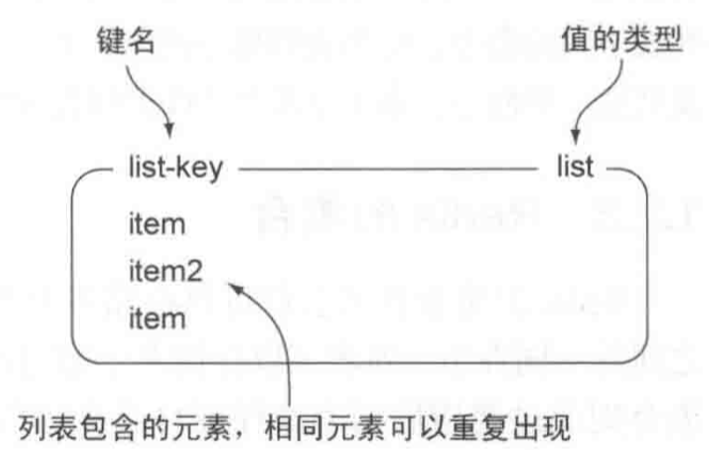 键名 值的类型
list-key list
item
item2
item
列表包含的元素，相同元素可以重复出现